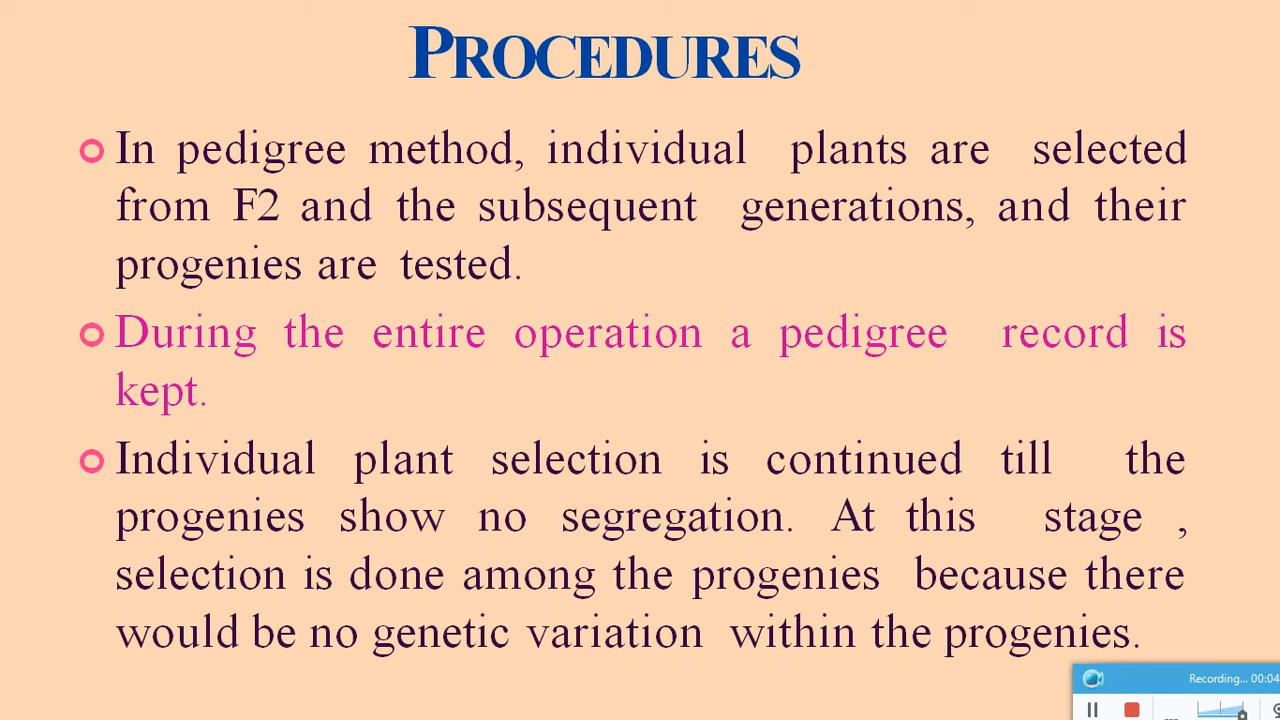 PROCEDURES
In pedigree method, individual plants are selected
from F2 and the subsequent generations, and their
progenies are tested.
During the entire operation a pedigree record is
kept.
Individual plant selection is continued till the
progenies show no segregation. At this stage ,
selection is done among the progenies because there
would be no genetic variation within the progenies.
Recording... 00:04